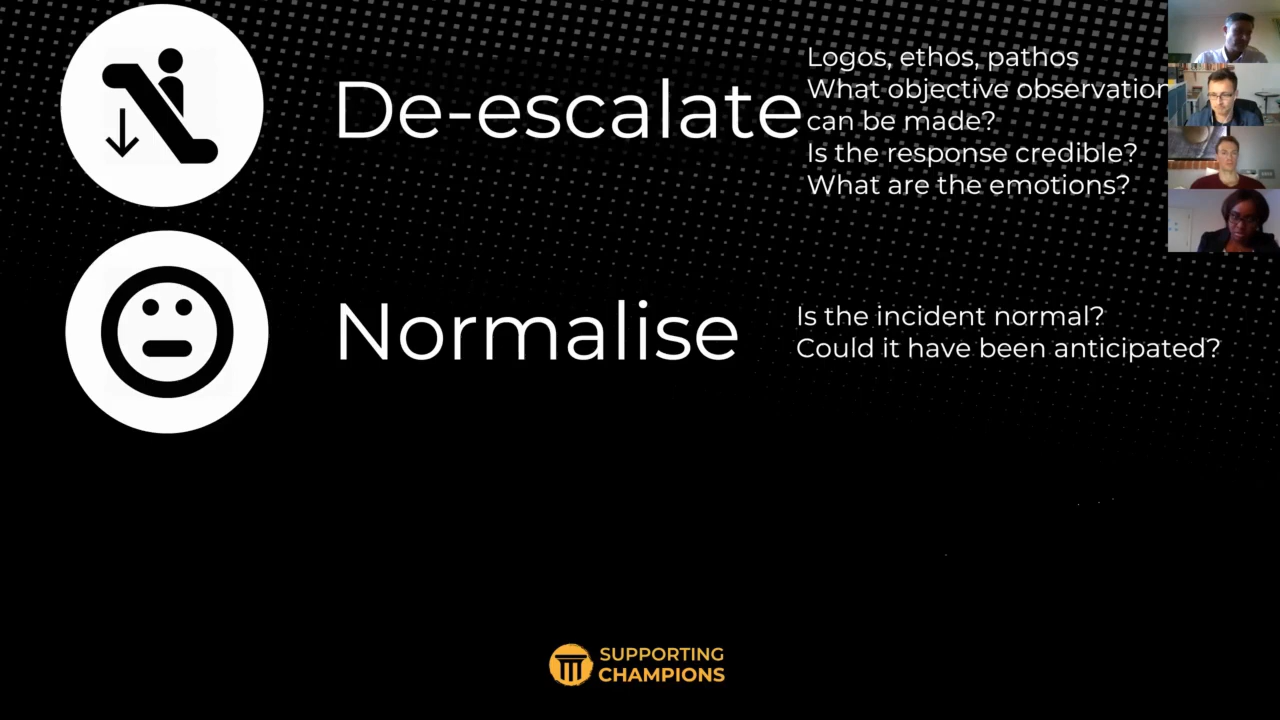 De-escalate
Logos, ethos, pathos
What objective observation
can be made?
Is the response credible?
What are the emotions?
Normalise
Is the incident normal?
Could it have been anticipated?
SUPPORTING
CHAMPIONS